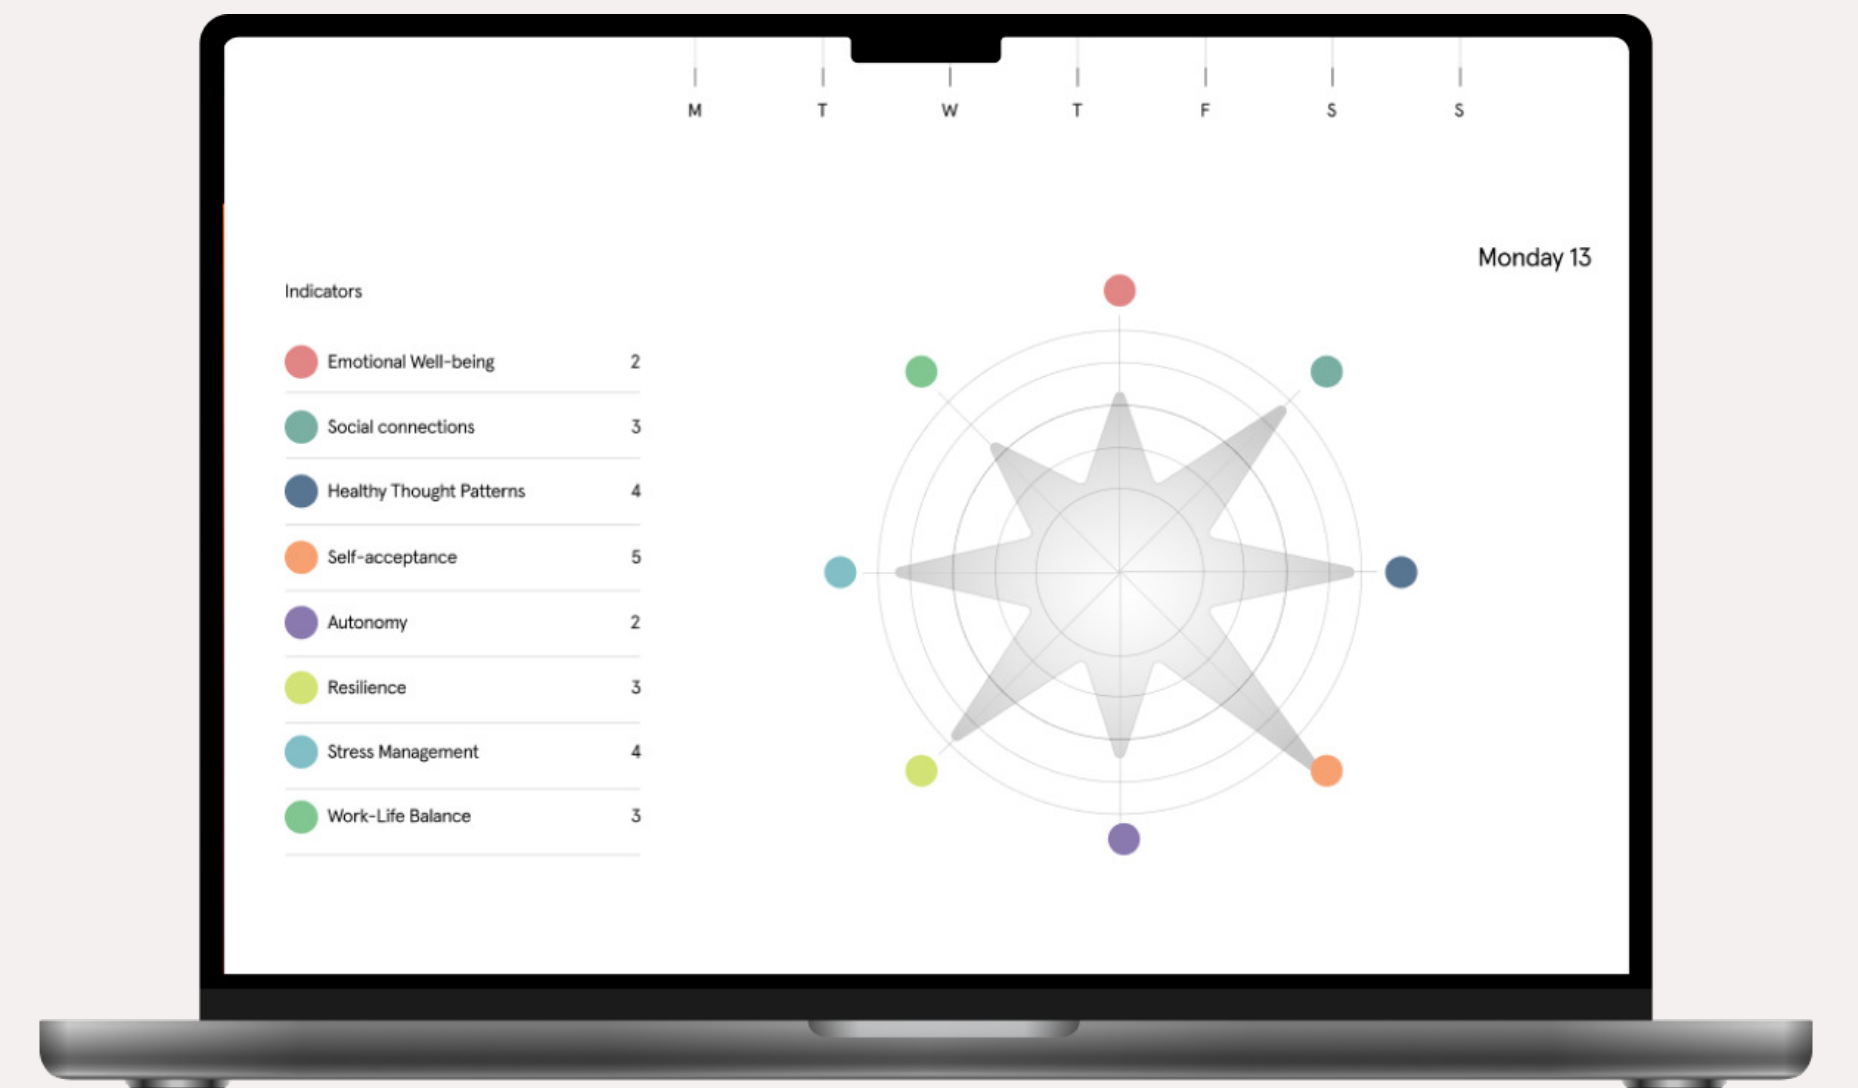 M T W T F S S
Monday 13
Indicators
Emotional Well-being 2
Social connections 3
Healthy Thought Patterns 4
Self-acceptance 5
Autonomy 2
Resilience 3
Stress Management 4
Work-Life Balance 3